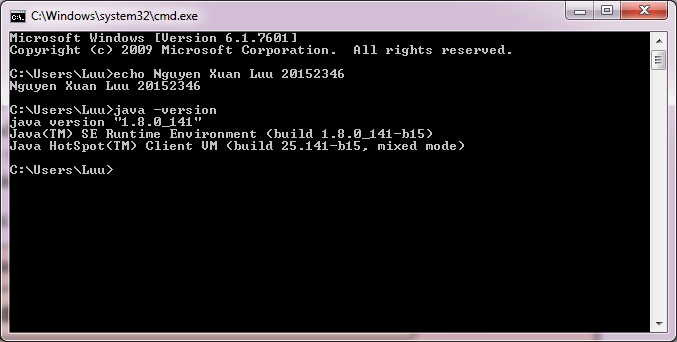 C:\Windows\system32\cmd.exe
Microsoft Windows [Version 6.1.7601]
Copyright (c) 2009 Microsoft Corporation.  All rights reserved.
C:\Users\Luu>echo Nguyen Xuan Luu 20152346
Nguyen Xuan Luu 20152346
C:\Users\Luu>java -version
java version "1.8.0_141"
Java(TM) SE Runtime Environment (build 1.8.0_141-b15)
Java HotSpot(TM) Client VM (build 25.141-b15, mixed mode)
C:\Users\Luu>